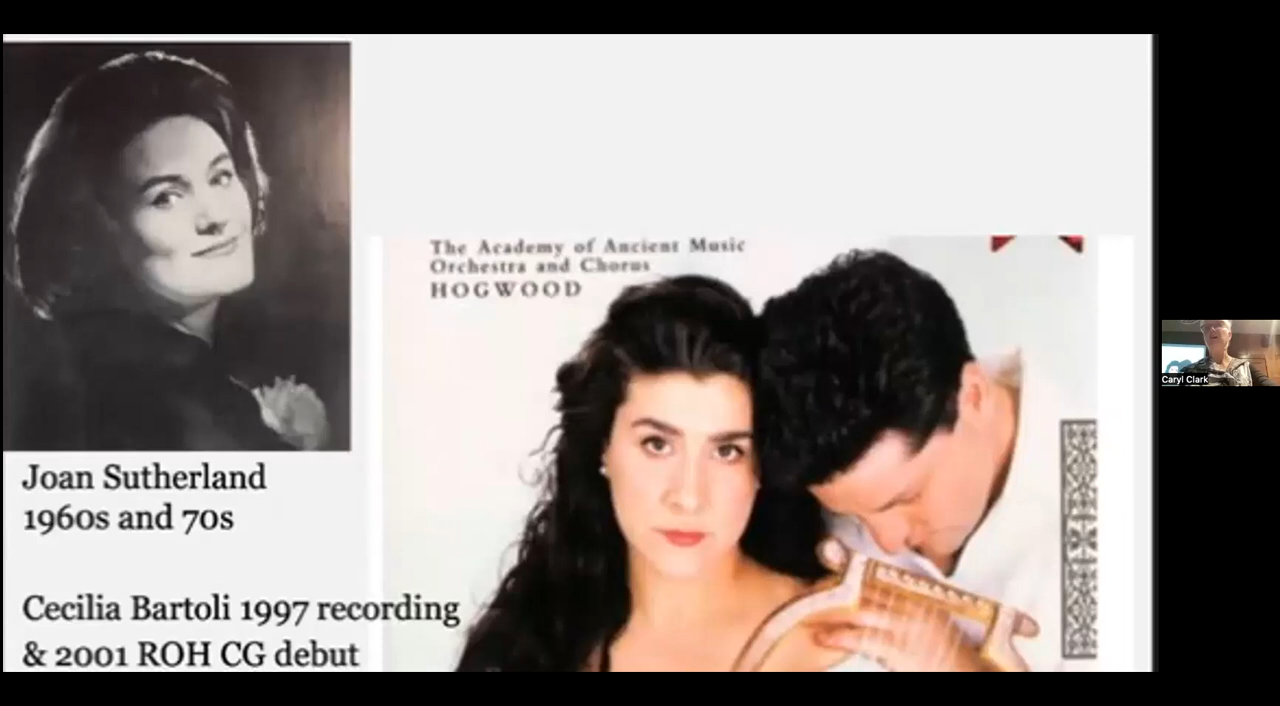 The Academy of Ancient Music
Orchestra and Chorus
HOGWOOD
Joan Sutherland
1960s and 70s
Cecilia Bartoli 1997 recording
& 2001 ROH CG debut
Caryl Clark